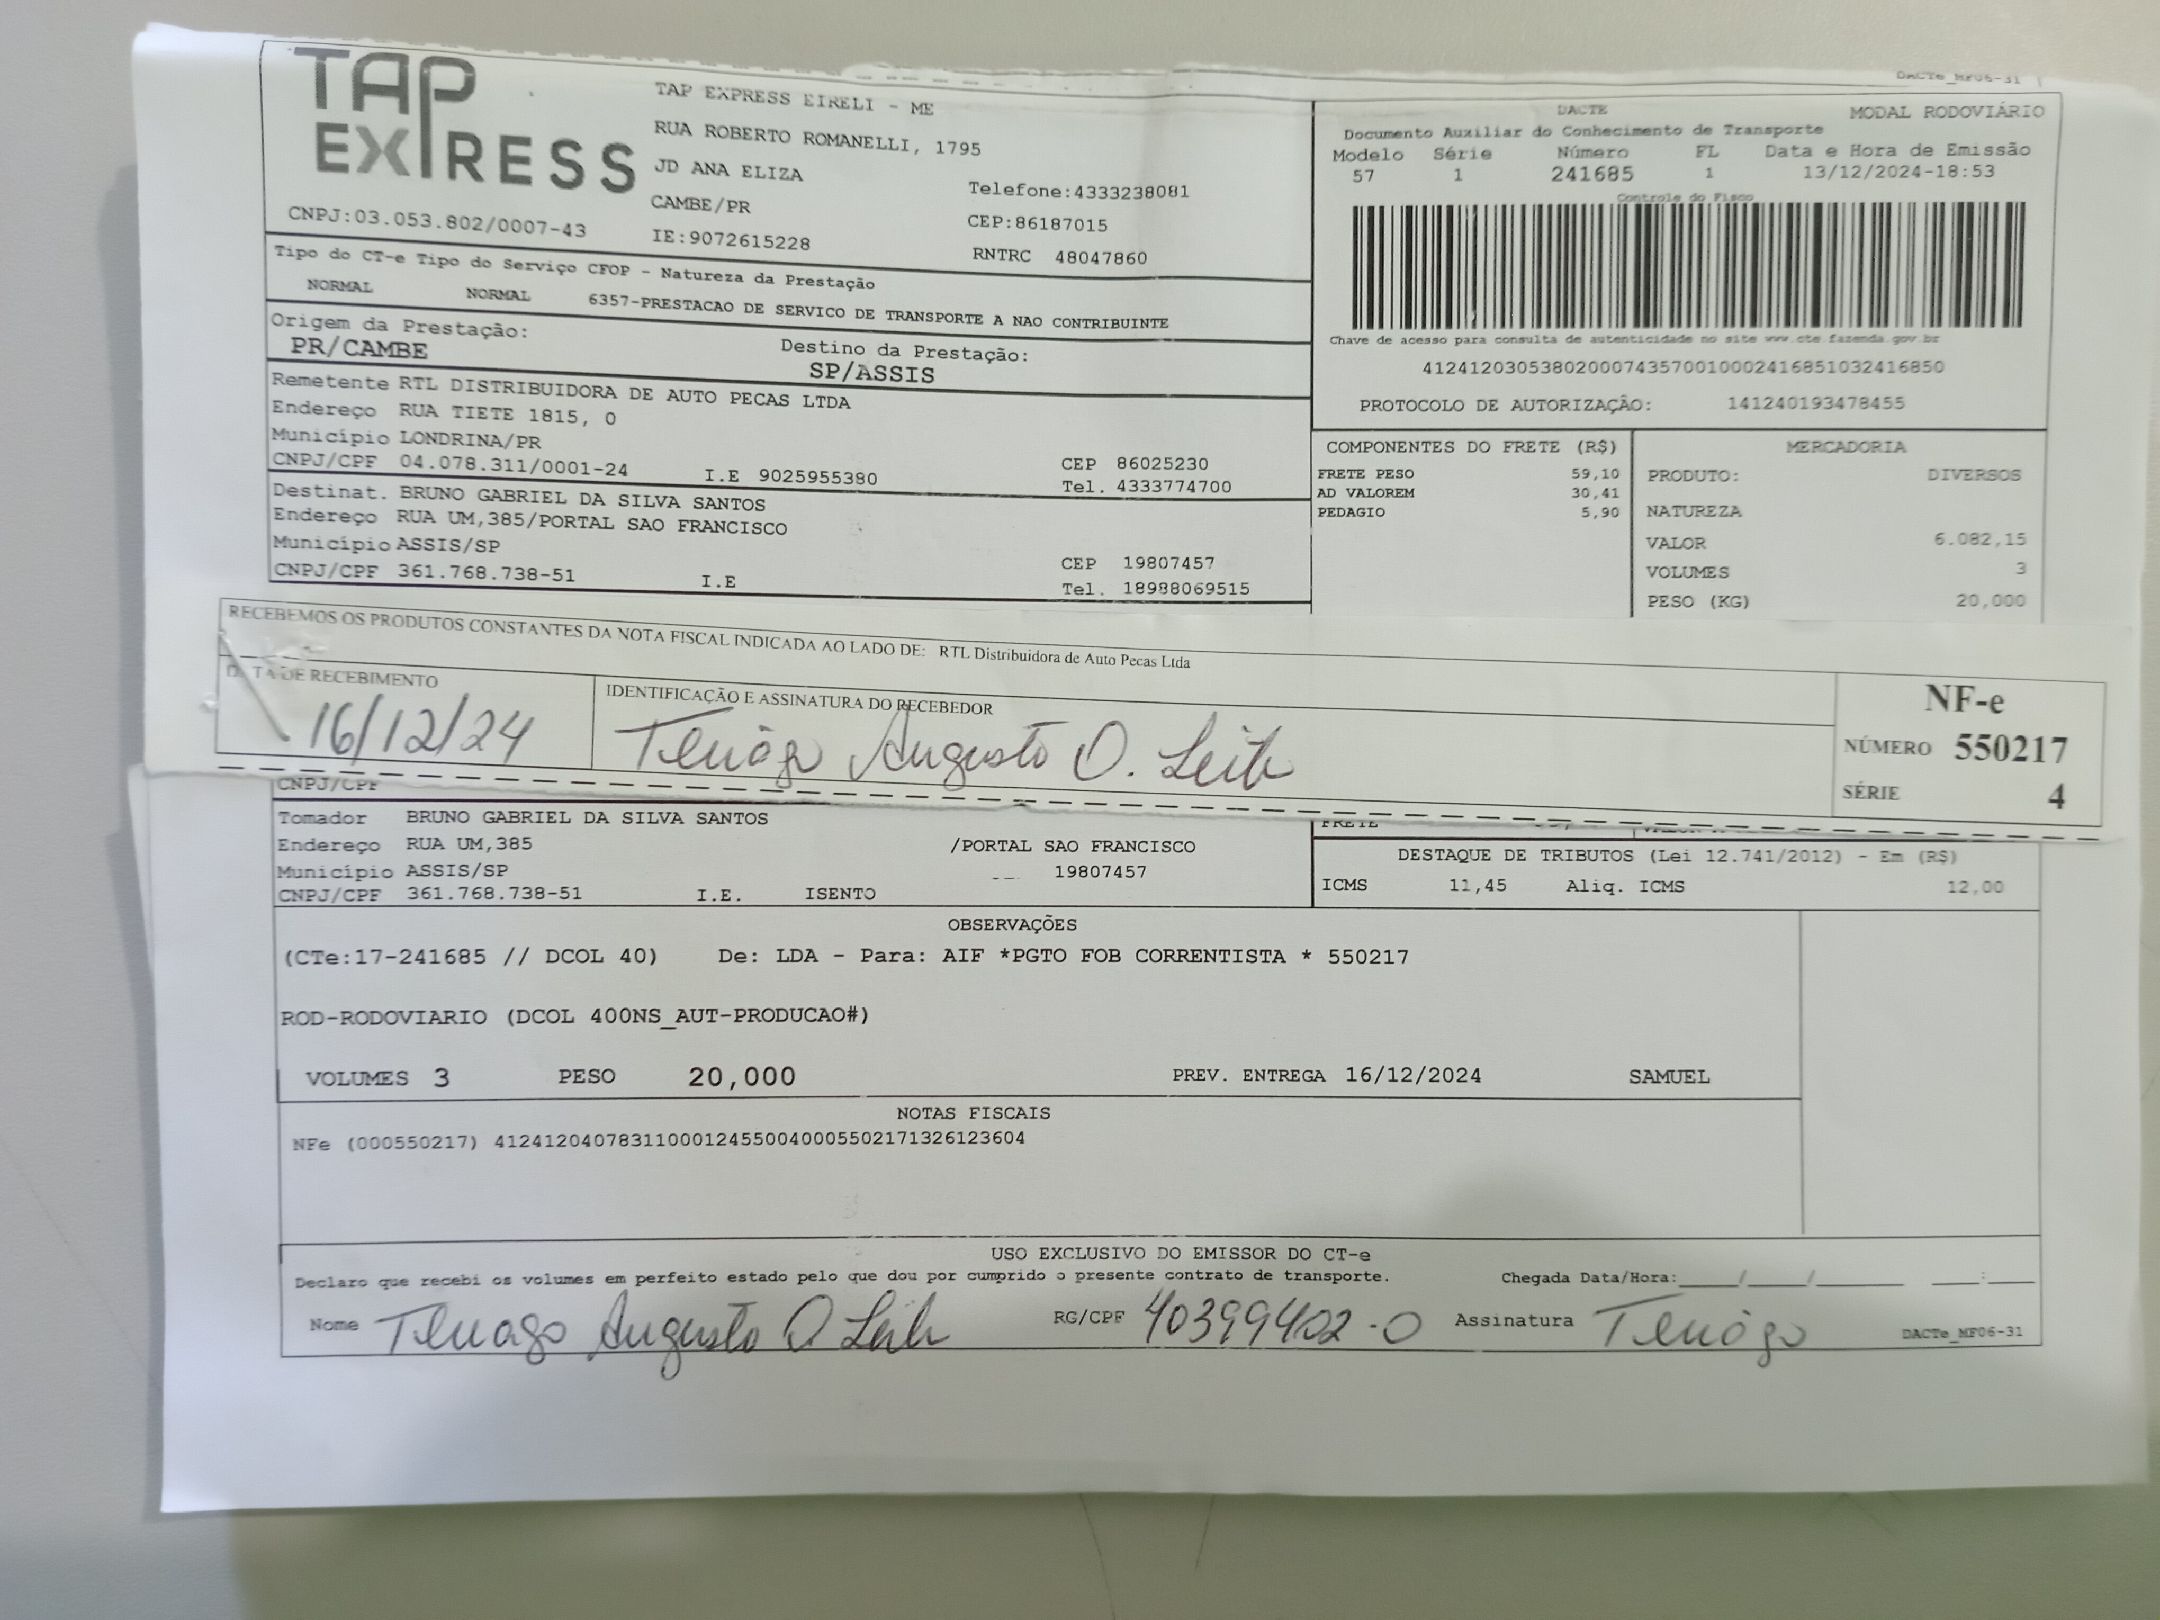 DACTe_MF06-31
TAP EXPRESS
TAP EXPRESS EIRELI - ME
RUA ROBERTO ROMANELLI, 1795
JD ANA ELIZA
CAMBE/PR
Telefone:4333238081
CEP:86187015
CNPJ:03.053.802/0007-43
IE:9072615228
RNTRC 48047860
DACTE
MODAL RODOVIÁRIO
Documento Auxiliar do Conhecimento de Transporte
Modelo Série Número FL Data e Hora de Emissão
57 1 241685 1 13/12/2024-18:53
Controle do Fisco
Chave de acesso para consulta de autenticidade no site www.cte.fazenda.gov.br
41241203053802000743570010002416851032416850
PROTOCOLO DE AUTORIZAÇÃO: 141240193478455
Tipo do CT-e Tipo do Serviço CFOP - Natureza da Prestação
NORMAL NORMAL 6357-PRESTACAO DE SERVICO DE TRANSPORTE A NAO CONTRIBUINTE
Origem da Prestação: Destino da Prestação:
PR/CAMBE SP/ASSIS
Remetente RTL DISTRIBUIDORA DE AUTO PECAS LTDA
Endereço RUA TIETE 1815, 0
Município LONDRINA/PR CEP 86025230
CNPJ/CPF 04.078.311/0001-24 I.E 9025955380 Tel. 4333774700
Destinat. BRUNO GABRIEL DA SILVA SANTOS
Endereço RUA UM,385/PORTAL SAO FRANCISCO
Município ASSIS/SP CEP 19807457
CNPJ/CPF 361.768.738-51 I.E Tel. 18988069515
COMPONENTES DO FRETE (R$)
FRETE PESO 59,10
AD VALOREM 30,41
PEDAGIO 5,90
MERCADORIA
PRODUTO: DIVERSOS
NATUREZA
VALOR 6.082,15
VOLUMES 3
PESO (KG) 20,000
RECEBEMOS OS PRODUTOS CONSTANTES DA NOTA FISCAL INDICADA AO LADO DE: RTL Distribuidora de Auto Pecas Ltda
DATA DE RECEBIMENTO
16/12/24
IDENTIFICAÇÃO E ASSINATURA DO RECEBEDOR
Augusto O. Leite
NF-e
NÚMERO 550217
SÉRIE 4
CNPJ/CPF
FRETE
Tomador BRUNO GABRIEL DA SILVA SANTOS
Endereço RUA UM,385 /PORTAL SAO FRANCISCO
Município ASSIS/SP 19807457
CNPJ/CPF 361.768.738-51 I.E. ISENTO
DESTAQUE DE TRIBUTOS (Lei 12.741/2012) - Em (R$)
ICMS 11,45 Aliq. ICMS 12,00
OBSERVAÇÕES
(CTe:17-241685 // DCOL 40) De: LDA - Para: AIF *PGTO FOB CORRENTISTA * 550217
ROD-RODOVIARIO (DCOL 400NS_AUT-PRODUCAO#)
VOLUMES 3 PESO 20,000 PREV. ENTREGA 16/12/2024 SAMUEL
NOTAS FISCAIS
NFe (000550217) 41241204078311000124550040005502171326123604
USO EXCLUSIVO DO EMISSOR DO CT-e
Declaro que recebi os volumes em perfeito estado pelo que dou por cumprido o presente contrato de transporte. Chegada Data/Hora:____/____/______ ___:___
Nome Augusto O Leite RG/CPF 40399402-0 Assinatura
DACTe_MF06-31